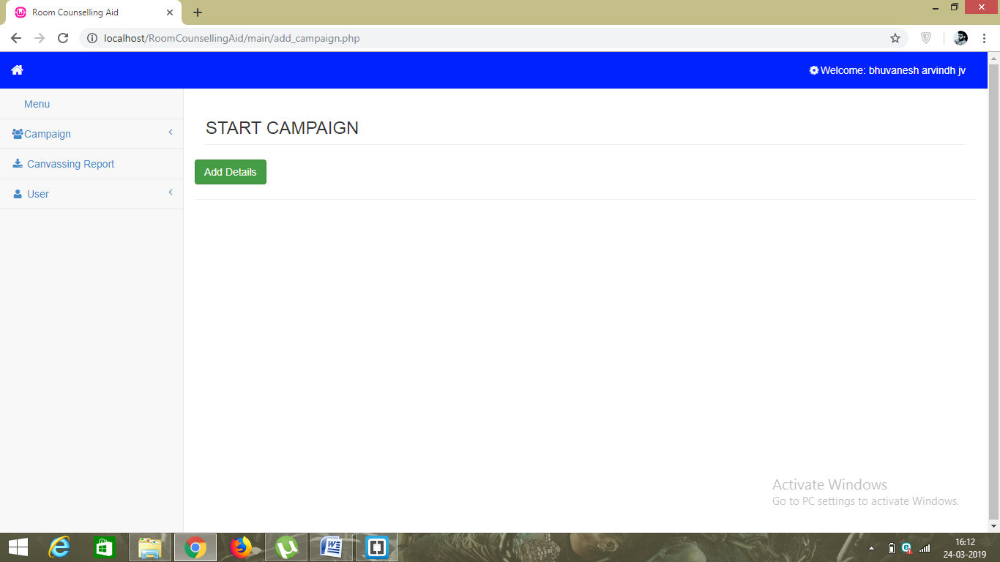 Room Counselling Aid
localhost/RoomCounsellingAid/main/add_campaign.php
Welcome: bhuvanesh arvindh jv
Menu
Campaign
Canvassing Report
User
START CAMPAIGN
Add Details
Activate Windows
Go to PC settings to activate Windows.
16:12
24-03-2019